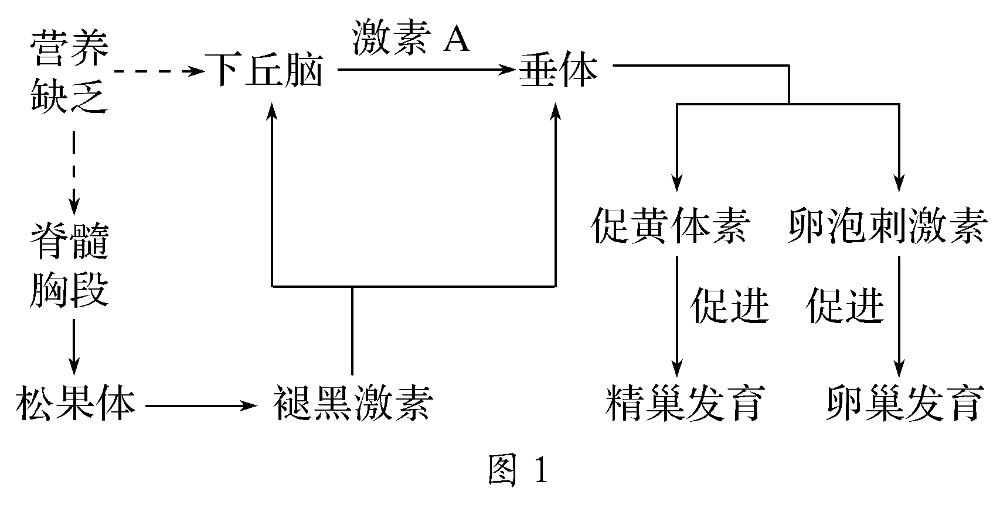 营养
缺乏
下丘脑
激素 A
垂体
脊髓
胸段
促黄体素
卵泡刺激素
促进
促进
松果体
褪黑激素
精巢发育
卵巢发育
图 1